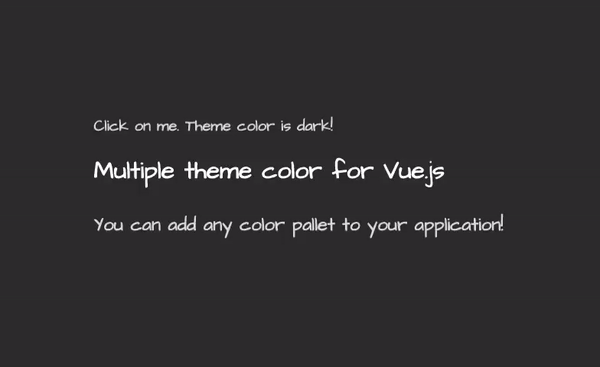 Click on me. Theme color is dark!
Multiple theme color for Vue.js
You can add any color pallet to your application!